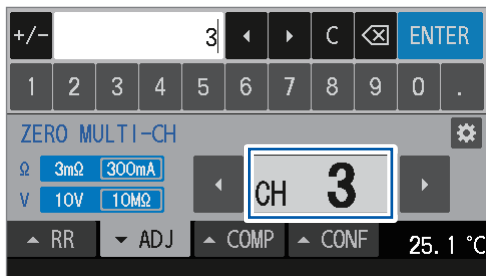 +/- 3 C ENTER
1 2 3 4 5 6 7 8 9 0 .
ZERO MULTI-CH
Ω 3mΩ 300mA
V 10V 10MΩ
CH 3
RR ADJ COMP CONF 25.1 °C